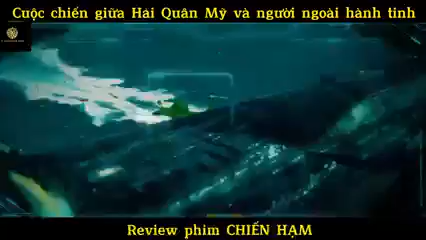 Cuộc chiến giữa Hải Quân Mỹ và người ngoài hành tinh
Review phim CHIẾN HẠM